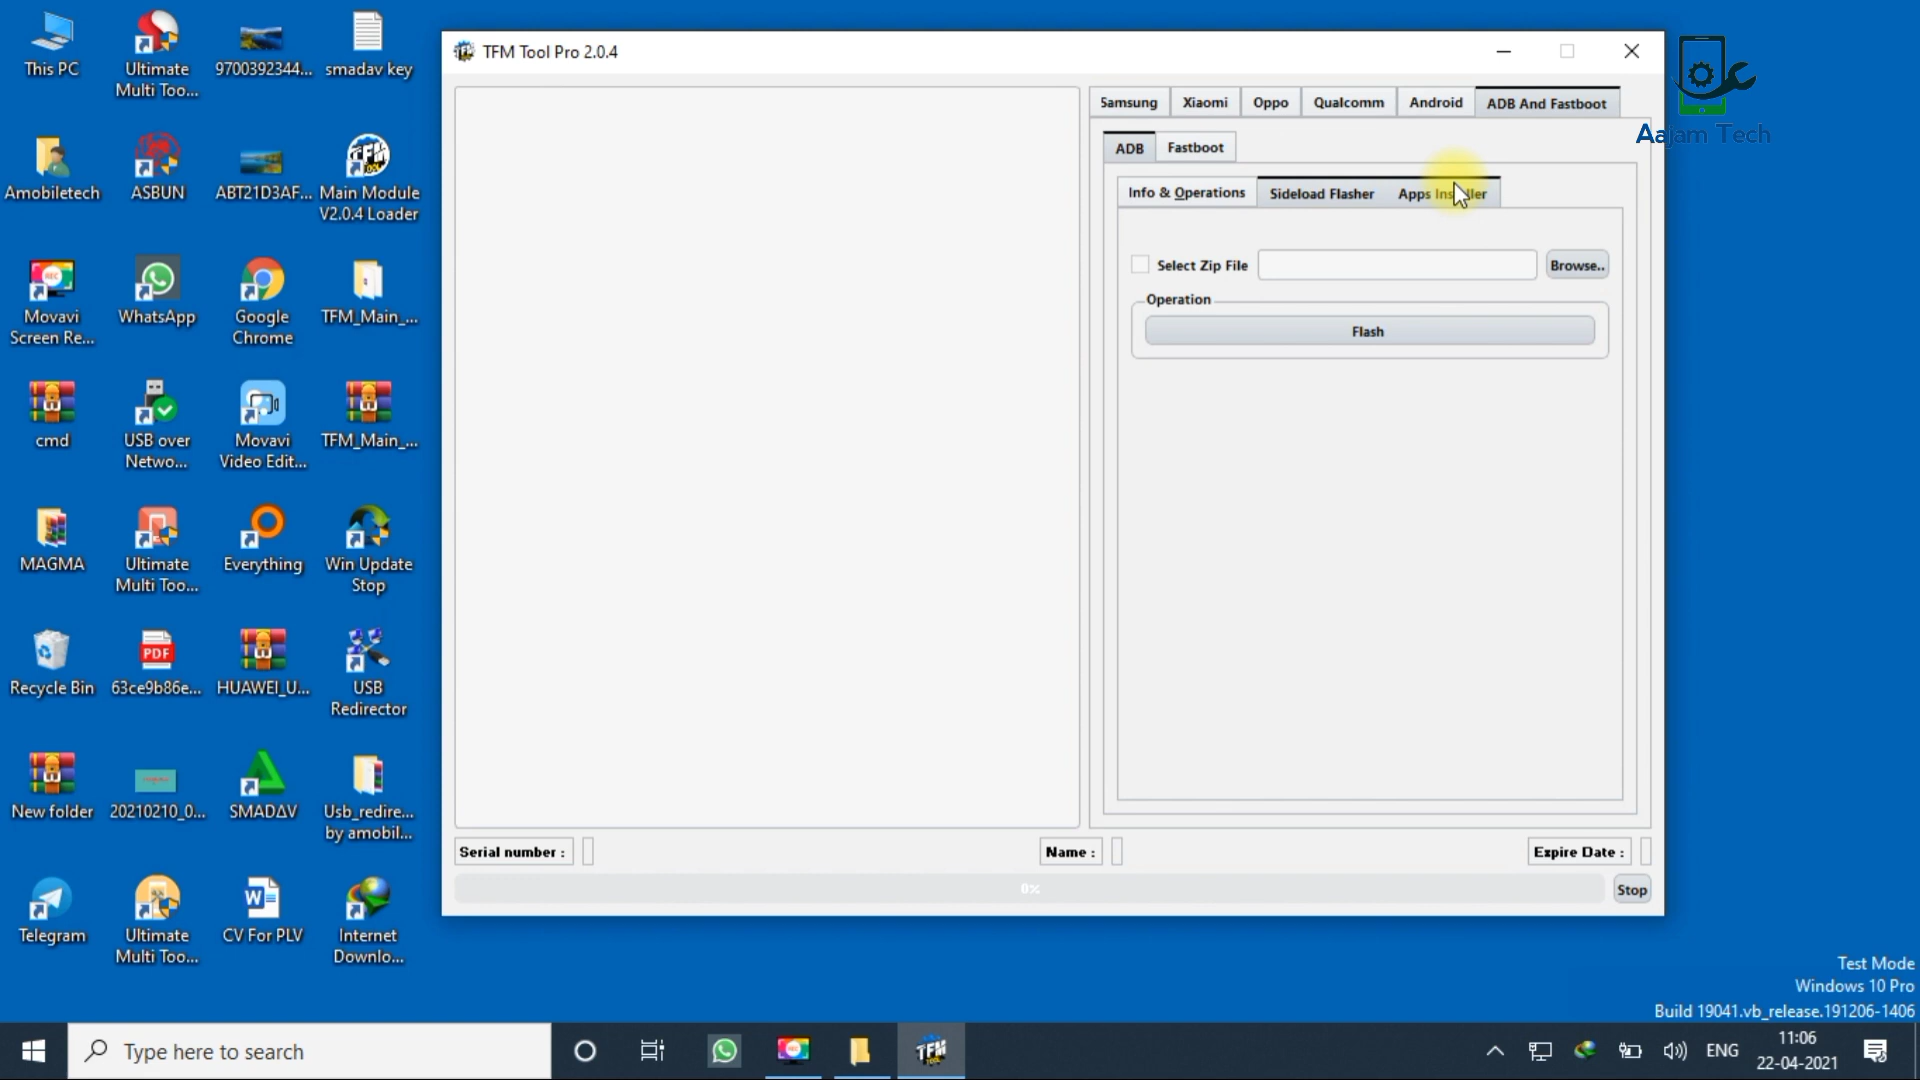 This PC
Ultimate
Multi Too...
9700392344...
smadav key
Amobiletech
ASBUN
ABT21D3AF...
Main Module
V2.0.4 Loader
Movavi
Screen Re...
WhatsApp
Google
Chrome
TFM_Main_...
cmd
USB over
Netwo...
Movavi
Video Edit...
TFM_Main_...
MAGMA
Ultimate
Multi Too...
Everything
Win Update
Stop
Recycle Bin
63ce9b86e...
HUAWEI_U...
USB
Redirector
New folder
20210210_0...
SMADΔV
Usb_redire...
by amobil...
Telegram
Ultimate
Multi Too...
CV For PLV
Internet
Downlo...
TFM Tool Pro 2.0.4
Samsung
Xiaomi
Oppo
Qualcomm
Android
ADB And Fastboot
ADB
Fastboot
Info & Operations
Sideload Flasher
Apps
Select Zip File
Browse..
Operation
Flash
Serial number :
Name :
Expire Date :
0%
Stop
Aajam Tech
Test Mode
Windows 10 Pro
Build 19041.vb_release.191206-1406
Type here to search
ENG
11:06
22-04-2021